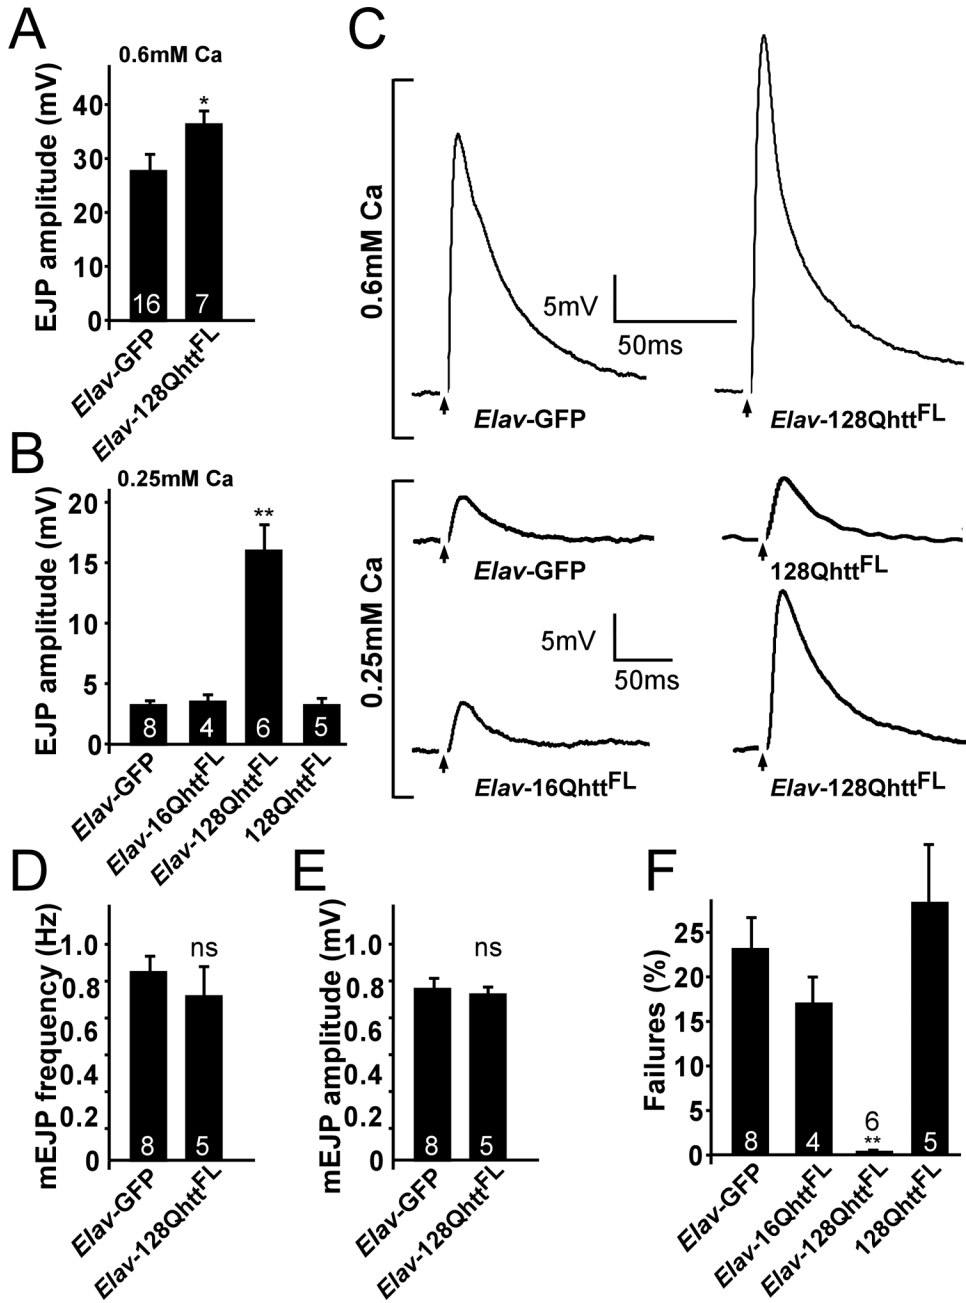 A
0.6mM Ca
EJP amplitude (mV)
40
30
20
10
0
16
7
*
Elav-GFP
Elav-128QhttFL
B
0.25mM Ca
EJP amplitude (mV)
20
15
10
5
0
8
4
6
5
**
Elav-GFP
Elav-16QhttFL
Elav-128QhttFL
128QhttFL
C
0.6mM Ca
5mV
50ms
Elav-GFP
Elav-128QhttFL
0.25mM Ca
Elav-GFP
128QhttFL
5mV
50ms
Elav-16QhttFL
Elav-128QhttFL
D
mEJP frequency (Hz)
1.0
0.8
0.6
0.4
0.2
0
ns
8
5
Elav-GFP
Elav-128QhttFL
E
mEJP amplitude (mV)
1.0
0.8
0.6
0.4
0.2
0
ns
8
5
Elav-GFP
Elav-128QhttFL
F
Failures (%)
25
20
15
10
5
0
8
4
6
**
5
Elav-GFP
Elav-16QhttFL
Elav-128QhttFL
128QhttFL